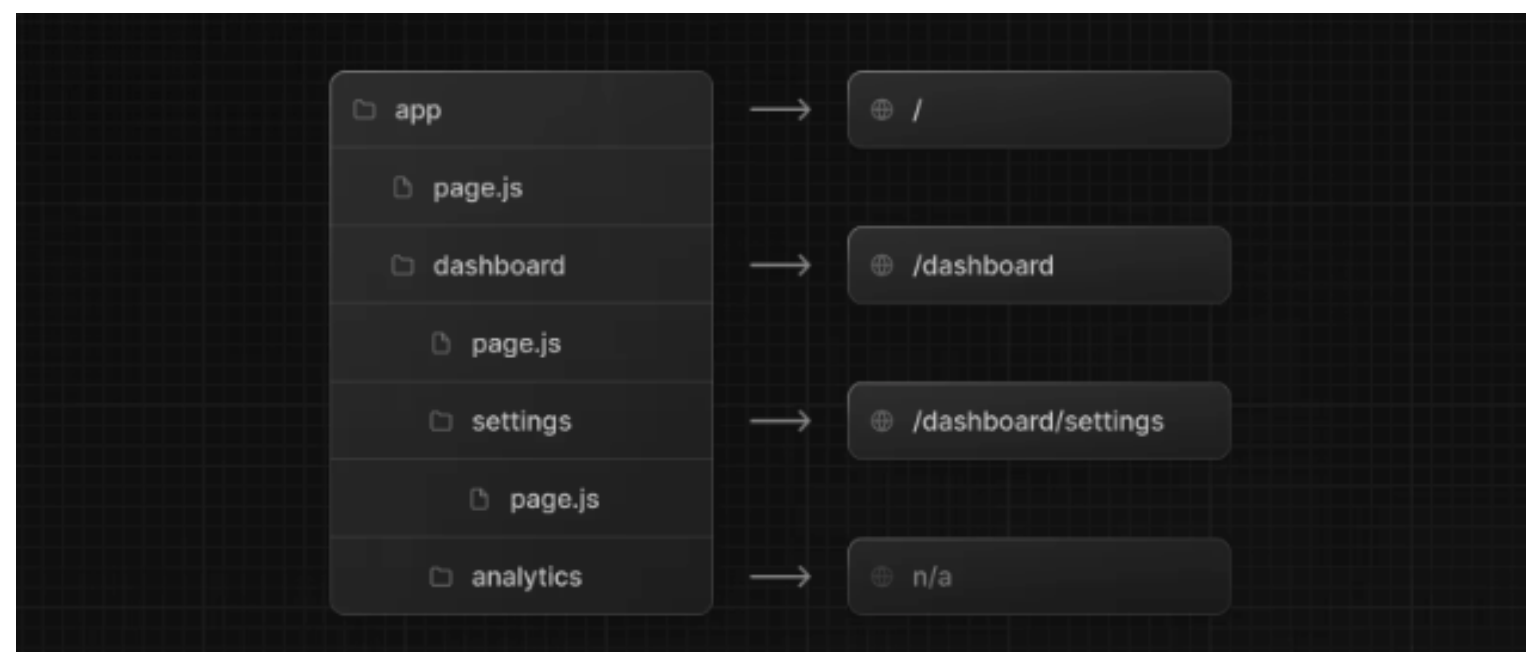 app
/
page.js
dashboard
/dashboard
page.js
settings
/dashboard/settings
page.js
analytics
n/a